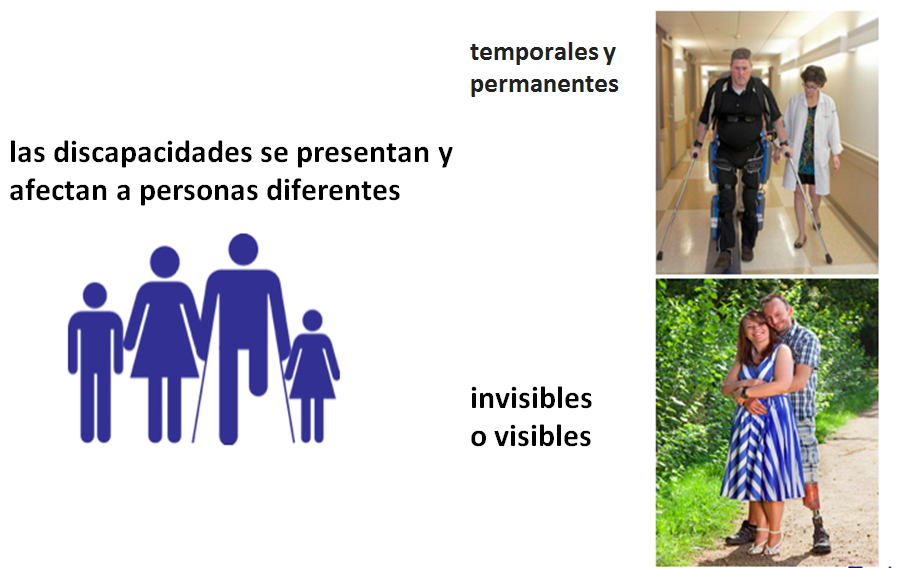 las discapacidades se presentan y
afectan a personas diferentes
temporales y
permanentes
invisibles
o visibles